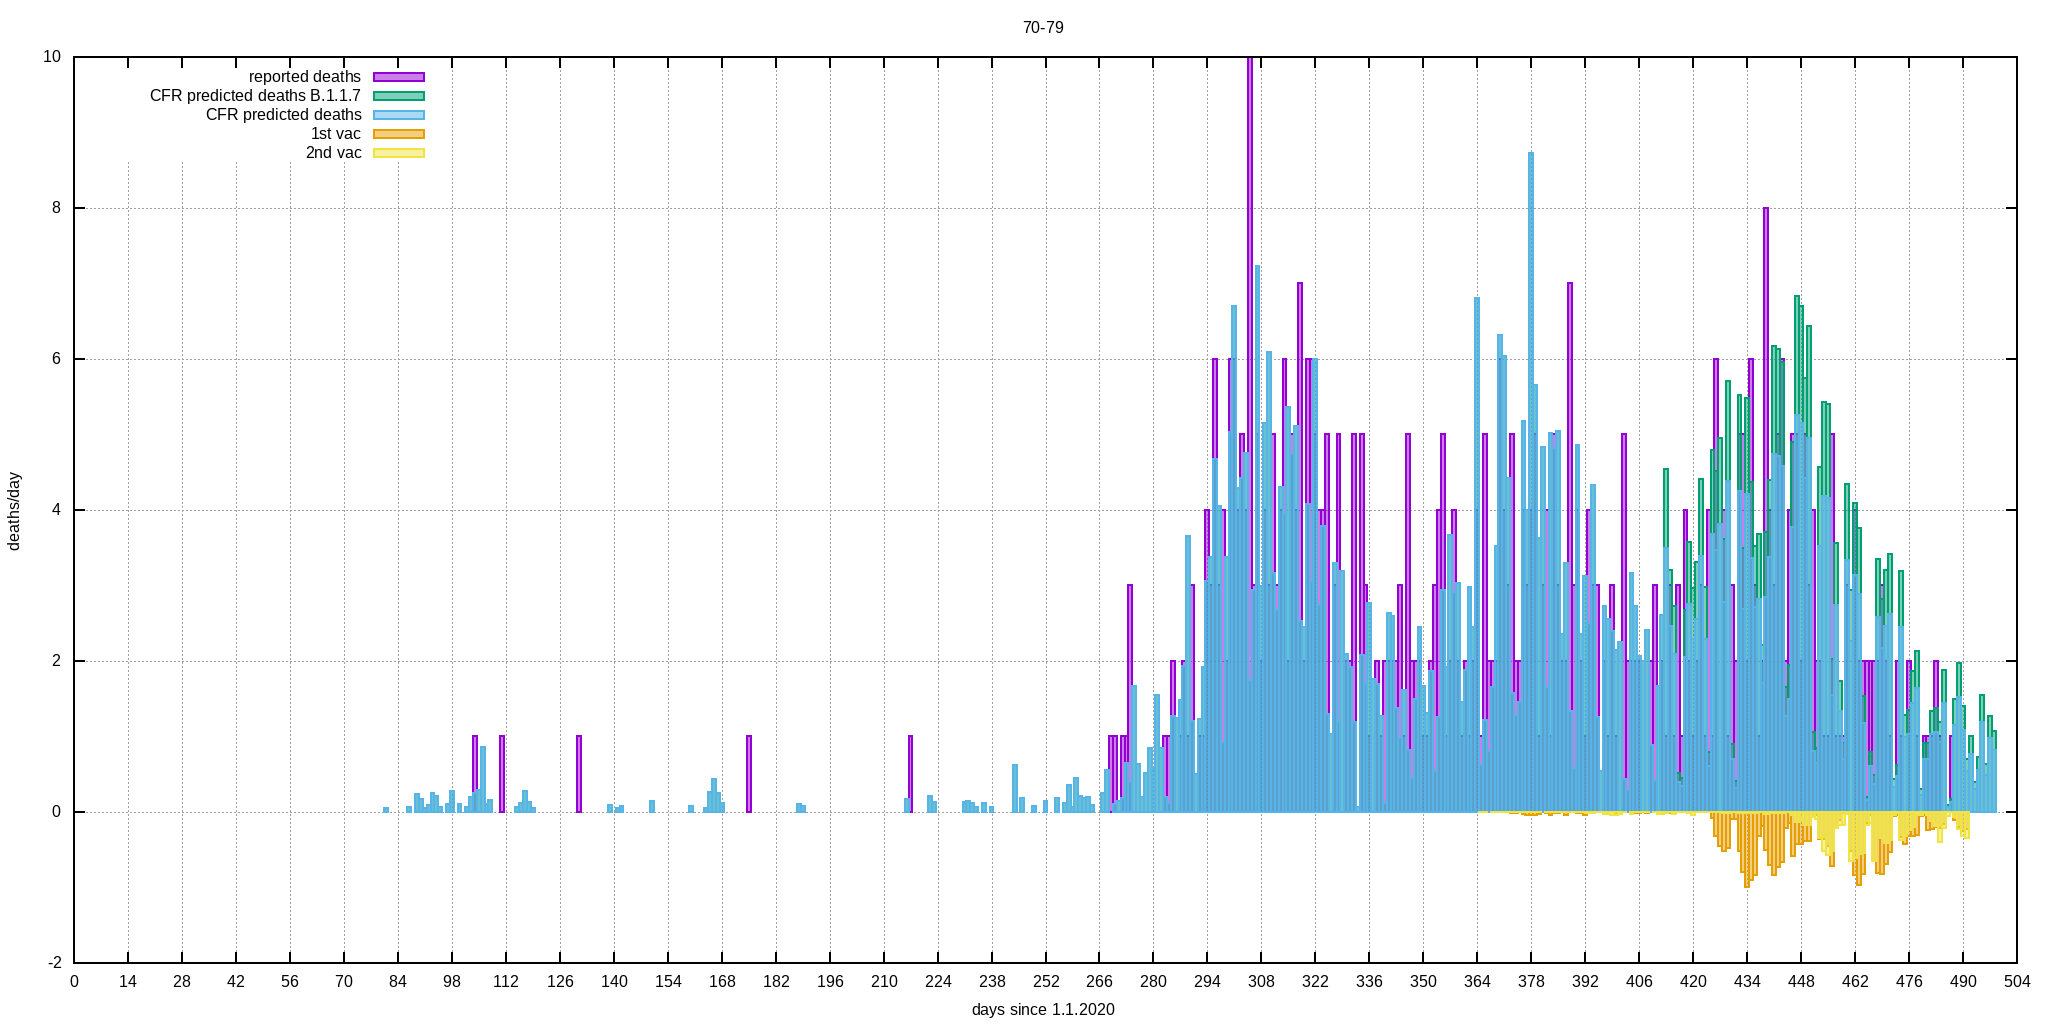 70-79
10
8
6
4
2
0
-2
deaths/day
reported deaths
CFR predicted deaths B.1.1.7
CFR predicted deaths
1st vac
2nd vac
0 14 28 42 56 70 84 98 112 126 140 154 168 182 196 210 224 238 252 266 280 294 308 322 336 350 364 378 392 406 420 434 448 462 476 490 504
days since 1.1.2020